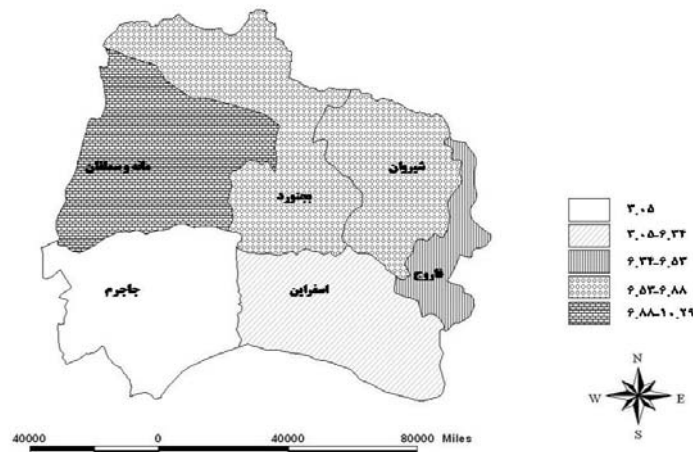 مانه و سملقان
شیروان
بجنورد
فاروج
جاجرم
اسفراین
۳.۰۵
۳.۰۵-۶.۳۴
۶.۳۴-۶.۵۳
۶.۵۳-۶.۸۸
۶.۸۸-۱۰.۲۹
N
W E
S
40000 0 40000 80000 Miles